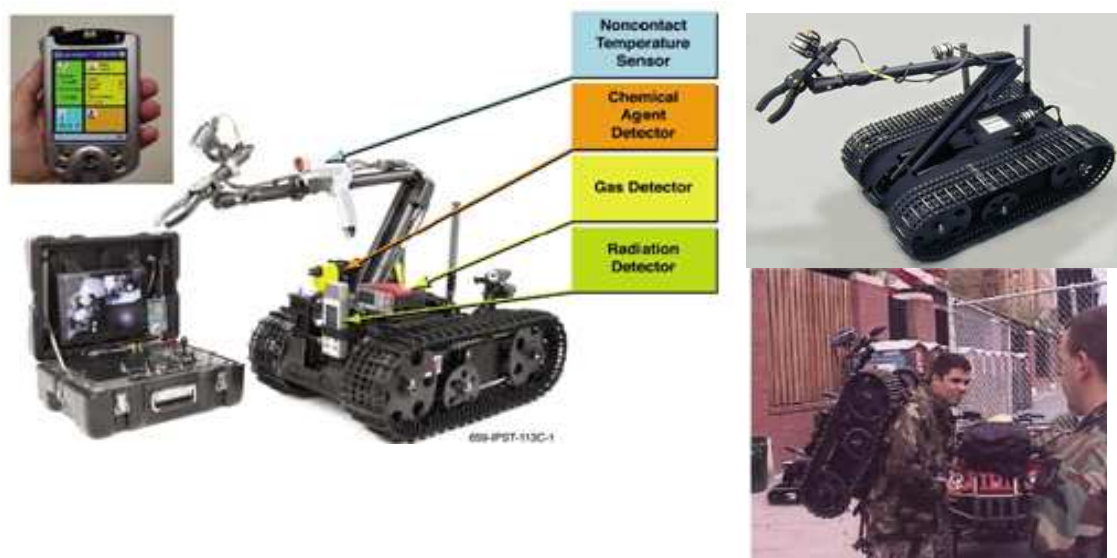 Noncontact
Temperature
Sensor
Chemical
Agent
Detector
Gas Detector
Radiation
Detector
659-IPST-113C-1